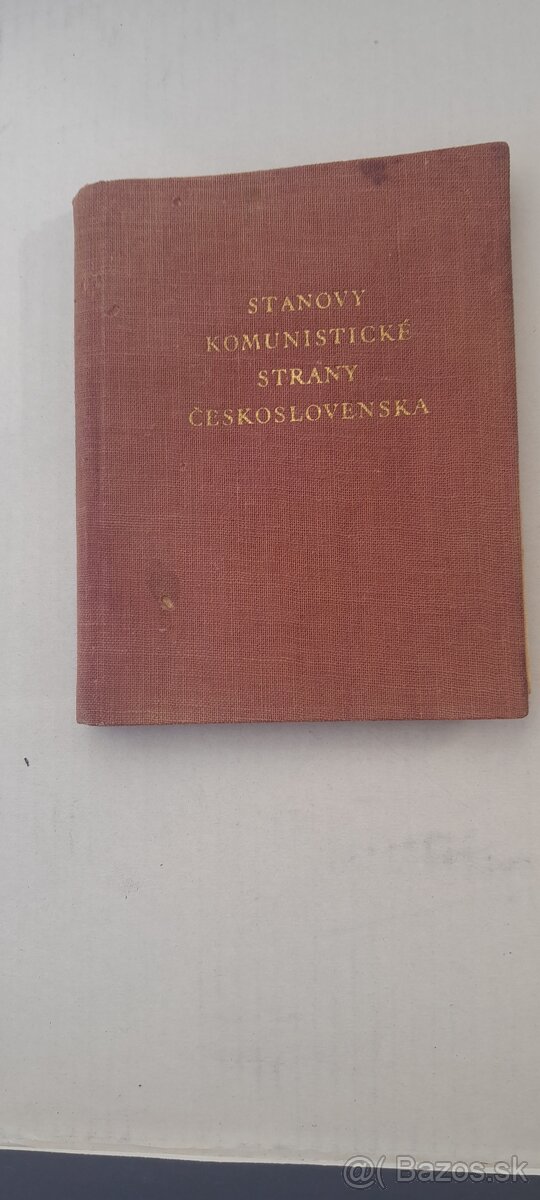 STANOVY
KOMUNISTICKÉ
STRANY
ČESKOSLOVENSKA
@( Bazos.sk